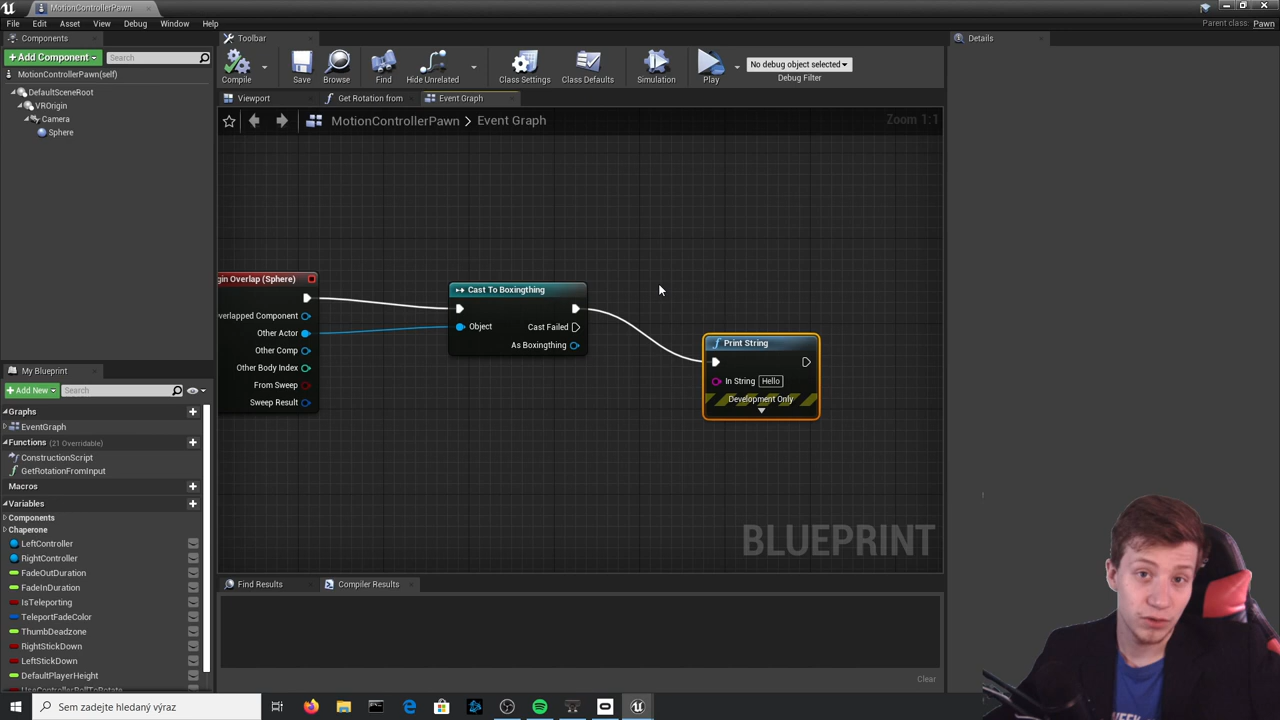 MotionControllerPawn
File Edit Asset View Debug Window Help
Parent class: Pawn
Components
Toolbar
Details
+Add Component
Search
MotionControllerPawn(self)
Compile
Save
Browse
Find
Hide Unrelated
Class Settings
Class Defaults
Simulation
Play
No debug object selected
Debug Filter
DefaultSceneRoot
VROrigin
Camera
Sphere
Viewport
Get Rotation from
Event Graph
MotionControllerPawn > Event Graph
Zoom 1:1
gin Overlap (Sphere)
verlapped Component
Other Actor
Other Comp
Other Body Index
From Sweep
Sweep Result
Cast To Boxingthing
Object
Cast Failed
As Boxingthing
Print String
In String Hello
Development Only
BLUEPRINT
My Blueprint
+Add New
Search
Graphs
EventGraph
Functions (21 Overridable)
ConstructionScript
GetRotationFromInput
Macros
Variables
Components
Chaperone
LeftController
RightController
FadeOutDuration
FadeInDuration
IsTeleporting
TeleportFadeColor
ThumbDeadzone
RightStickDown
LeftStickDown
DefaultPlayerHeight
UseControllerRollToRotate
Find Results
Compiler Results
Clear
Sem zadejte hledaný výraz